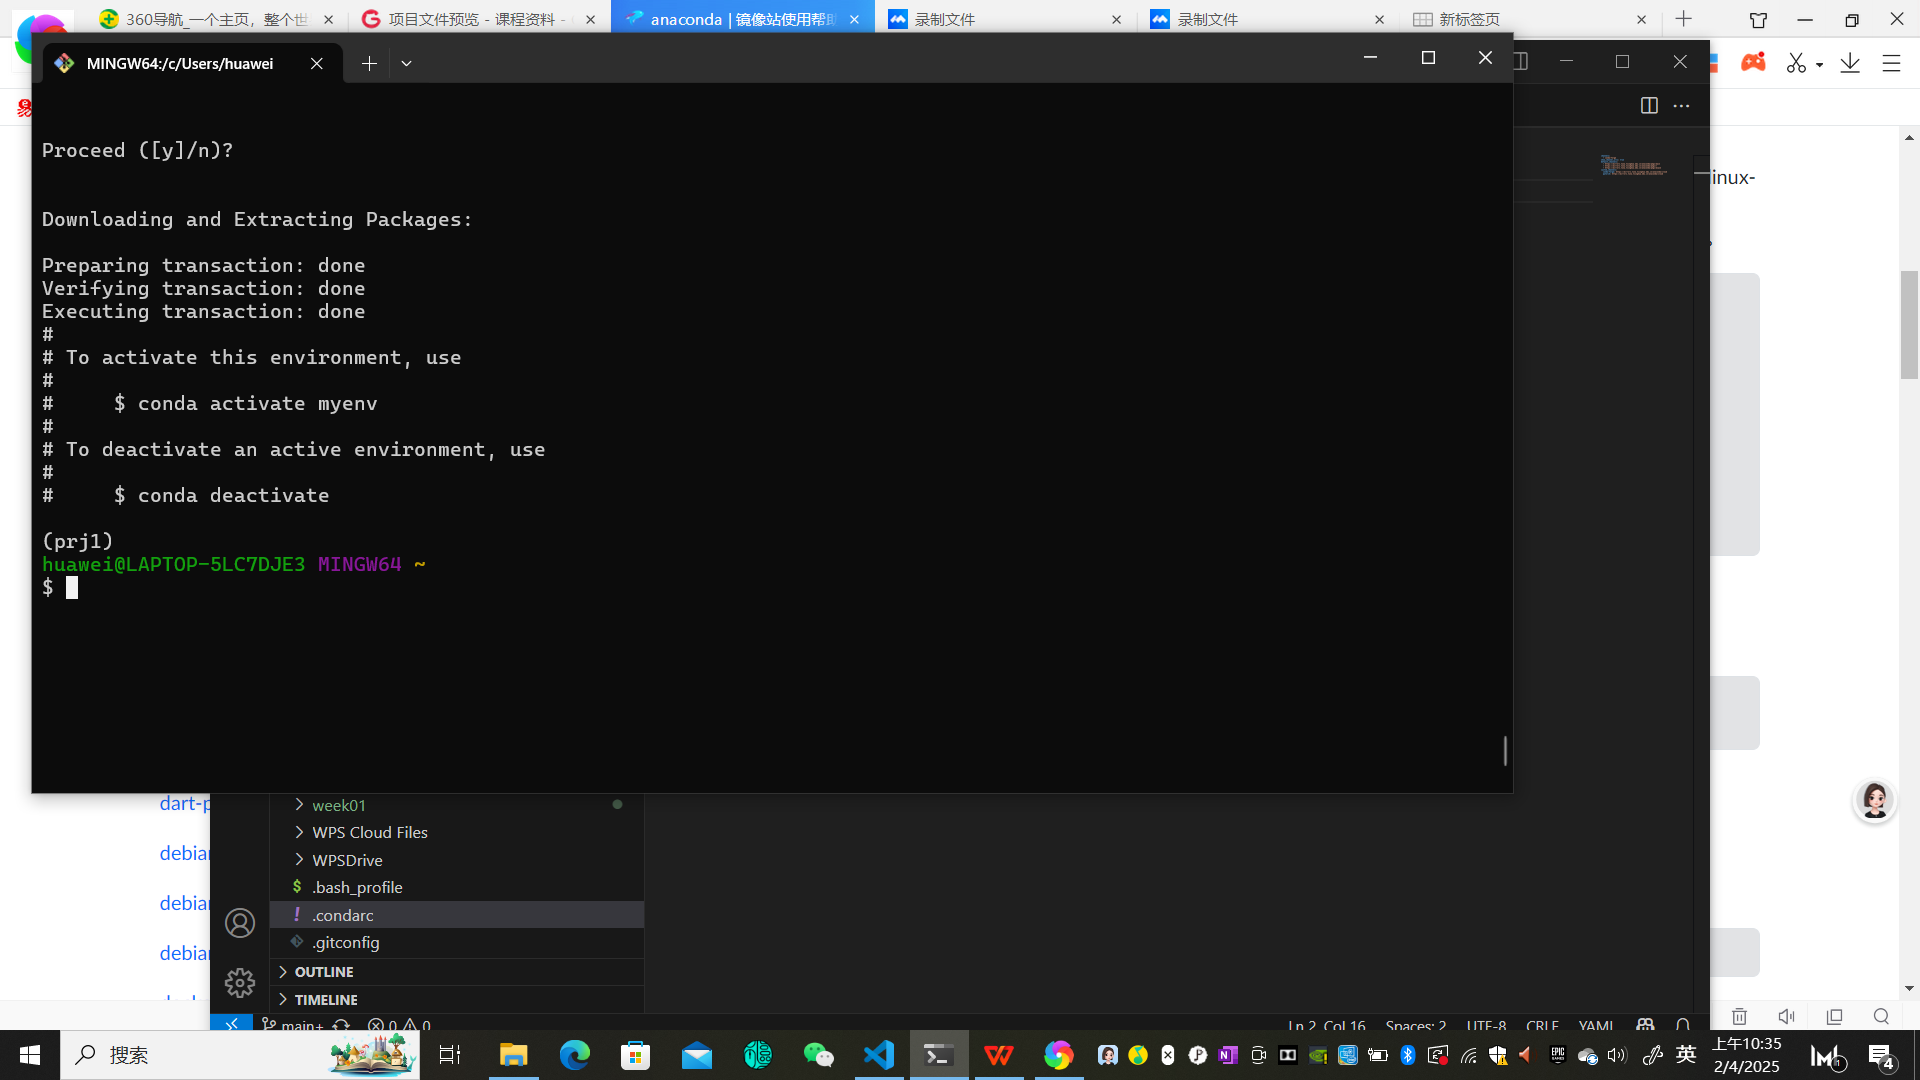 360导航_一个主页，整个世
项目文件预览 - 课程资料 -
anaconda | 镜像站使用帮助
录制文件
录制文件
新标签页
MINGW64:/c/Users/huawei
Proceed ([y]/n)?
Downloading and Extracting Packages:
Preparing transaction: done
Verifying transaction: done
Executing transaction: done
#
# To activate this environment, use
#
#     $ conda activate myenv
#
# To deactivate an active environment, use
#
#     $ conda deactivate
(prj1)
huawei@LAPTOP-5LC7DJE3 MINGW64 ~
$
inux-
dart-p
debian
debian
debian
week01
WPS Cloud Files
WPSDrive
$ .bash_profile
! .condarc
.gitconfig
OUTLINE
TIMELINE
main+ 0 0
Ln 2, Col 16 Spaces: 2 UTF-8 CRLF YAML
搜索
英
上午10:35
2/4/2025
4